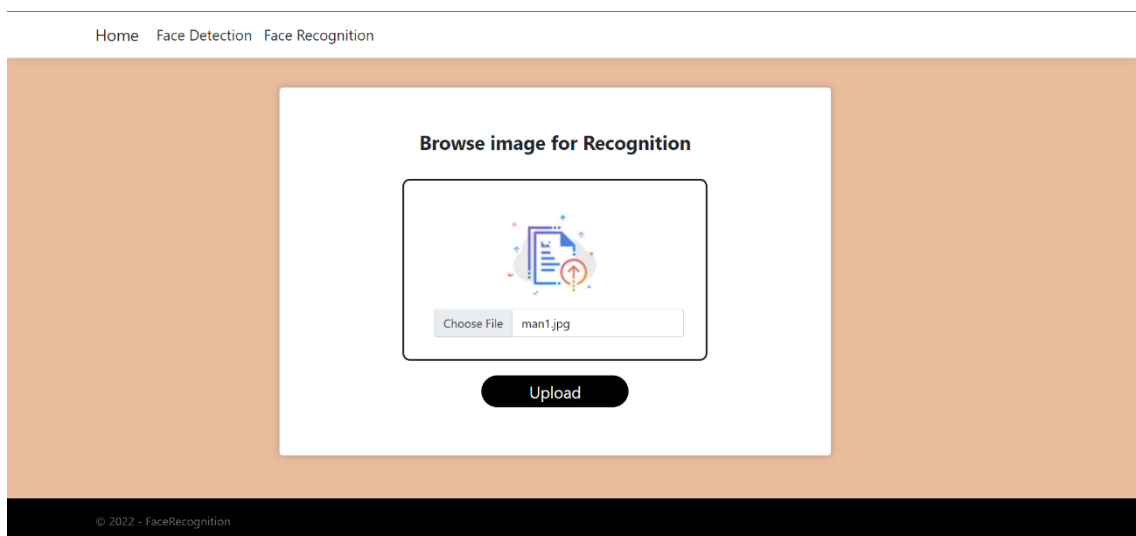 Home Face Detection Face Recognition
Browse image for Recognition
Choose File man1.jpg
Upload
© 2022 - FaceRecognition